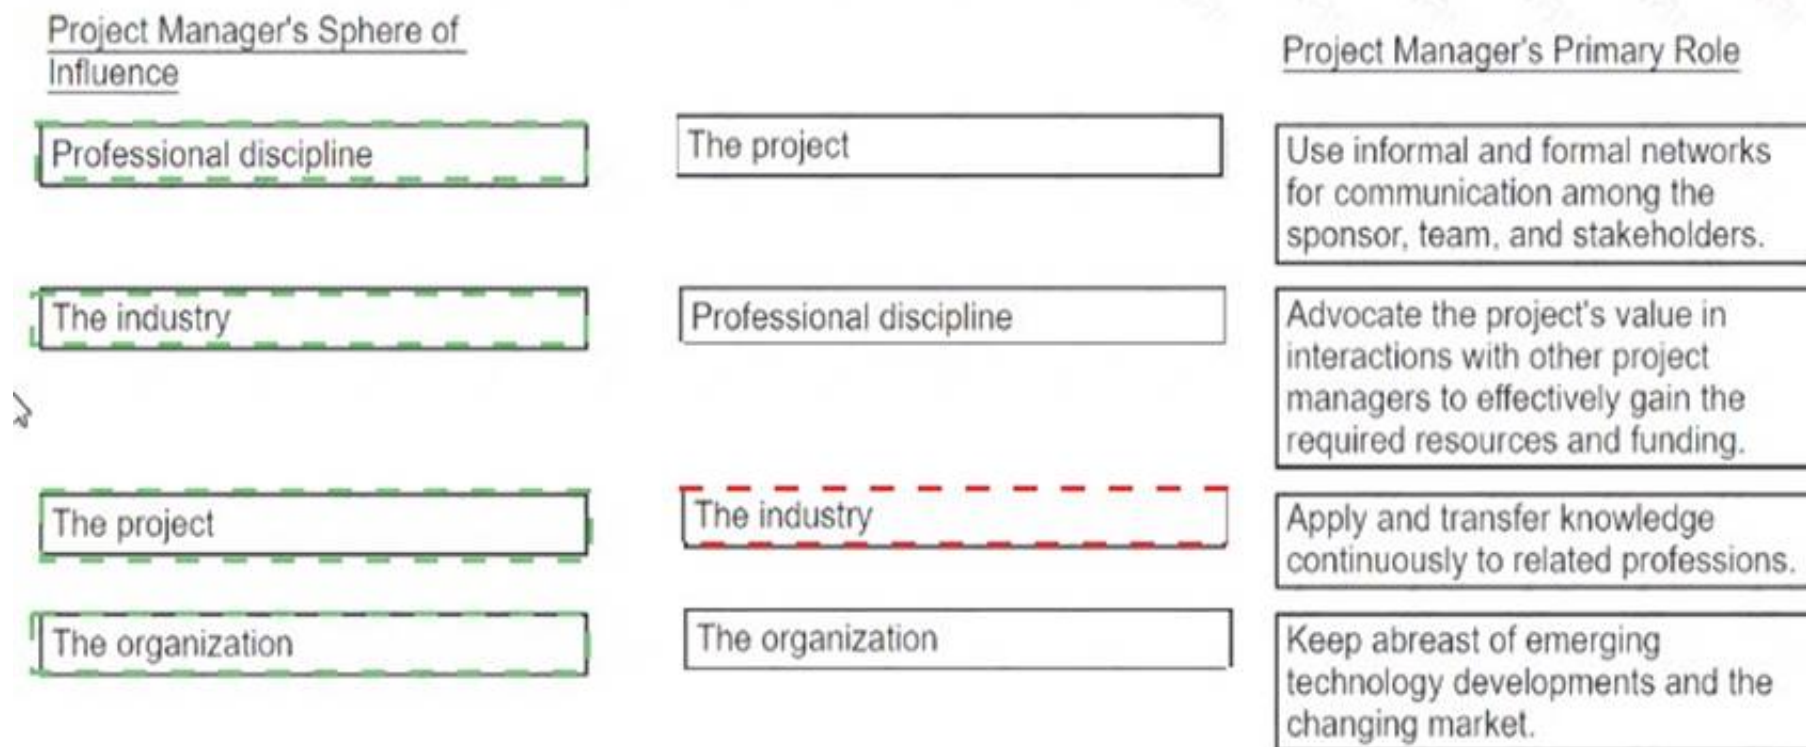 Project Manager's Sphere of
Influence
Project Manager's Primary Role
Professional discipline
The project
Use informal and formal networks
for communication among the
sponsor, team, and stakeholders.
The industry
Professional discipline
Advocate the project's value in
interactions with other project
managers to effectively gain the
required resources and funding.
The project
The industry
Apply and transfer knowledge
continuously to related professions.
The organization
The organization
Keep abreast of emerging
technology developments and the
changing market.